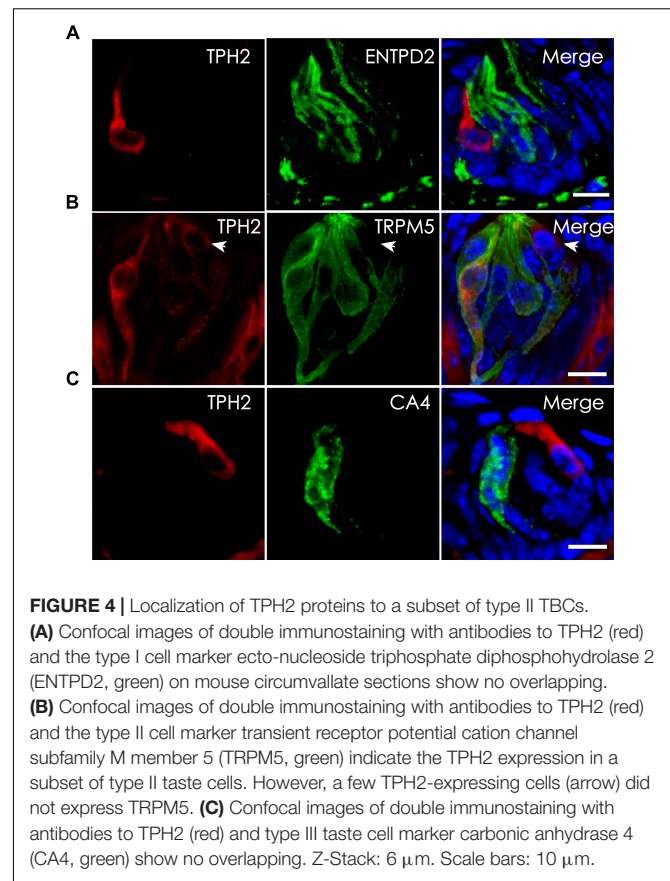 A
TPH2 ENTPD2 Merge
B
TPH2 TRPM5 Merge
C
TPH2 CA4 Merge
FIGURE 4 | Localization of TPH2 proteins to a subset of type II TBCs.
(A) Confocal images of double immunostaining with antibodies to TPH2 (red)
and the type I cell marker ecto-nucleoside triphosphate diphosphohydrolase 2
(ENTPD2, green) on mouse circumvallate sections show no overlapping.
(B) Confocal images of double immunostaining with antibodies to TPH2 (red)
and the type II cell marker transient receptor potential cation channel
subfamily M member 5 (TRPM5, green) indicate the TPH2 expression in a
subset of type II taste cells. However, a few TPH2-expressing cells (arrow) did
not express TRPM5. (C) Confocal images of double immunostaining with
antibodies to TPH2 (red) and type III taste cell marker carbonic anhydrase 4
(CA4, green) show no overlapping. Z-Stack: 6 μm. Scale bars: 10 μm.